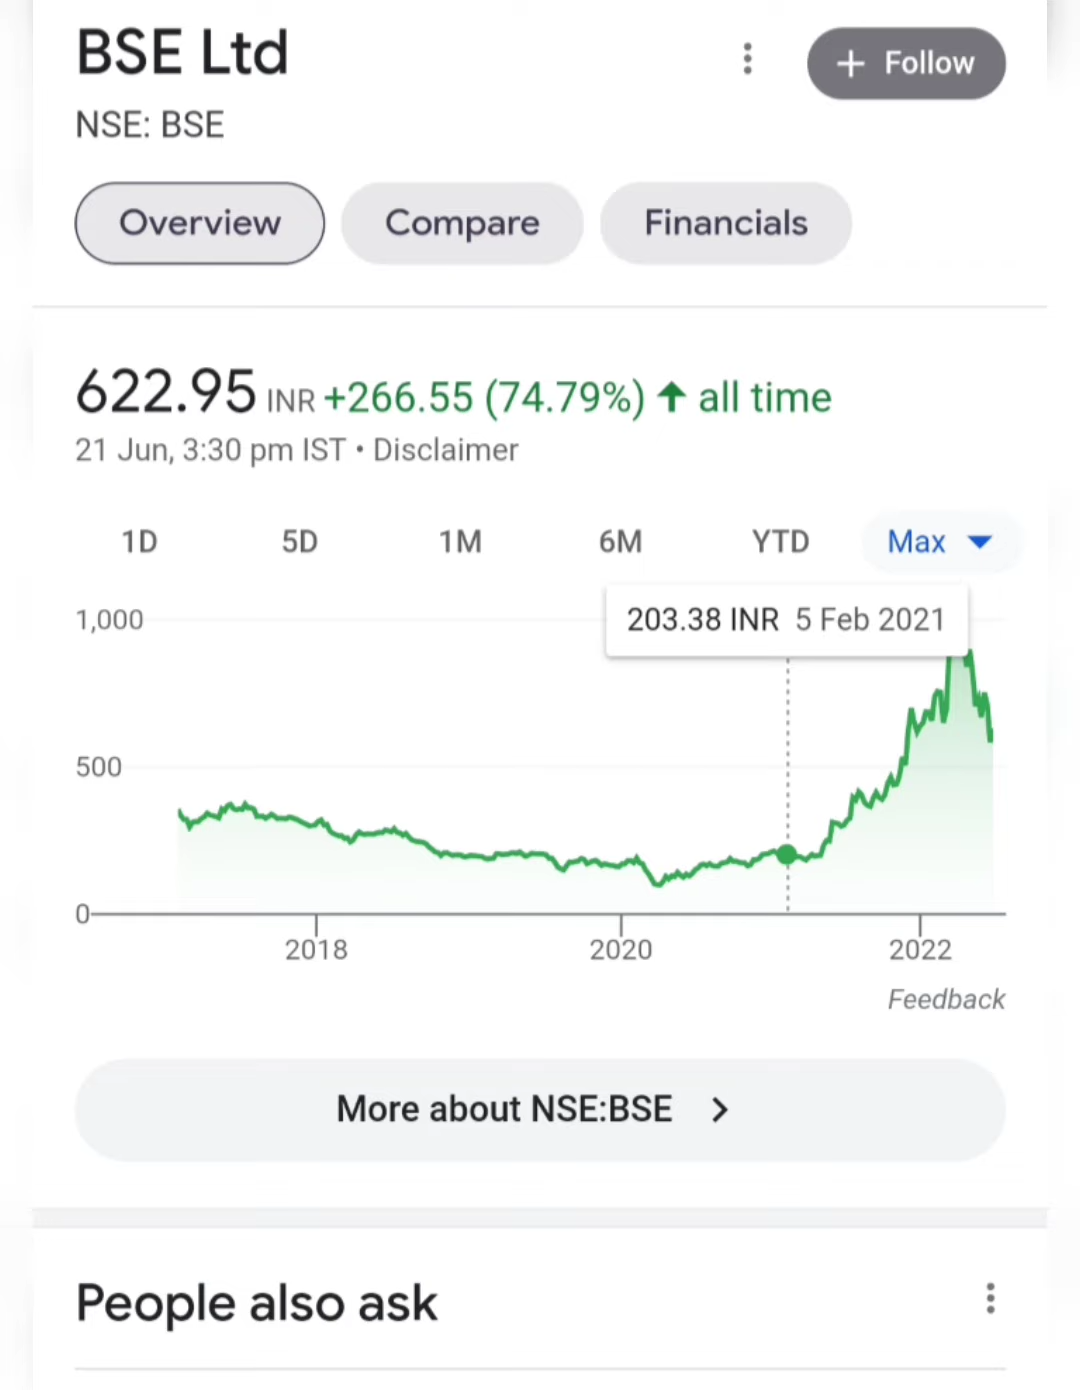 BSE Ltd
+ Follow
NSE: BSE
Overview Compare Financials
622.95 INR +266.55 (74.79%) ↑ all time
21 Jun, 3:30 pm IST • Disclaimer
1D 5D 1M 6M YTD Max
203.38 INR 5 Feb 2021
1,000
500
0
2018 2020 2022
Feedback
More about NSE:BSE >
People also ask